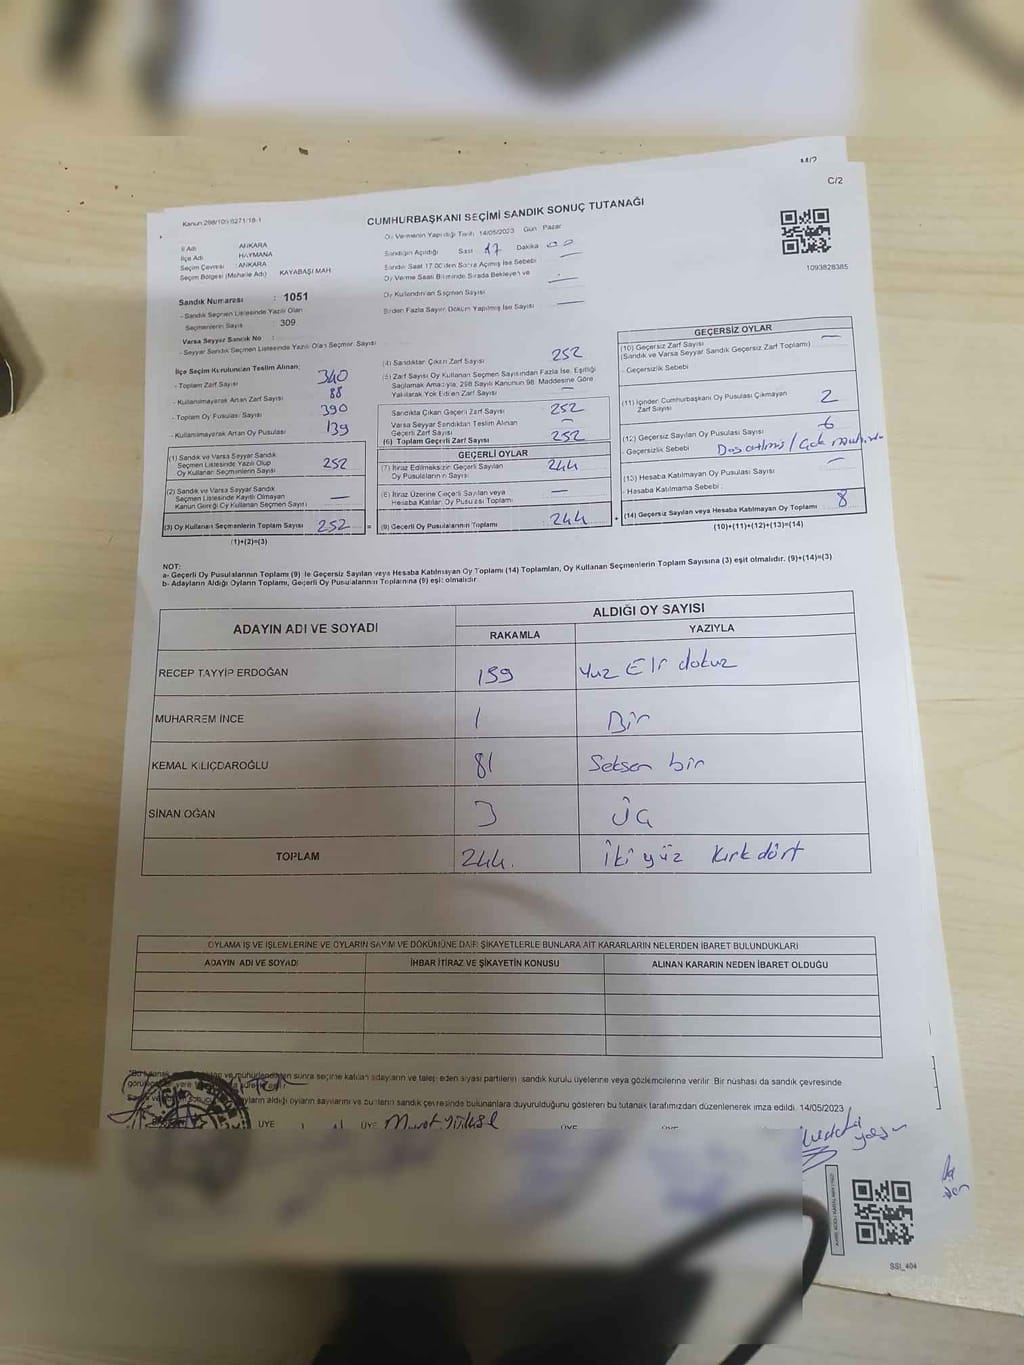 C/2
Kanun 298/105 6271/18-1
CUMHURBAŞKANI SEÇİMİ SANDIK SONUÇ TUTANAĞI
Oy Vermenin Yapıldığı Tarih 14/05/2023 Gün Pazar
İl Adı ANKARA
İlçe Adı HAYMANA
Seçim Çevresi ANKARA
Seçim Bölgesi (Mahalle Adı) KAYABAŞI MAH
Sandığın Açıldığı Saat 17 Dakika 00
Sandık Saat 17.00'den Sonra Açılmış İse Sebebi
Oy Verme Saati Bitiminde Sırada Bekleyen ve
Oy Kullandırılan Seçmen Sayısı
Birden Fazla Sayım Döküm Yapılmış İse Sayısı
1093828385
Sandık Numarası : 1051
- Sandık Seçmen Listesinde Yazılı Olan
Seçmenlerin Sayısı : 309
Varsa Seyyar Sandık No :
- Seyyar Sandık Seçmen Listesinde Yazılı Olan Seçmen Sayısı
İlçe Seçim Kurulundan Teslim Alınan;
- Toplam Zarf Sayısı 340
- Kullanılmayarak Artan Zarf Sayısı 88
- Toplam Oy Pusulası Sayısı 390
- Kullanılmayarak Artan Oy Pusulası 139
(1) Sandık ve Varsa Seyyar Sandık
Seçmen Listesinde Yazılı Olup
Oy Kullanan Seçmenlerin Sayısı 252
(2) Sandık ve Varsa Seyyar Sandık
Seçmen Listesinde Kayıtlı Olmayan
Kanun Gereği Oy Kullanan Seçmen Sayısı —
(3) Oy Kullanan Seçmenlerin Toplam Sayısı 252 =
(1)+(2)=(3)
(4) Sandıktan Çıkan Zarf Sayısı 252
(5) Zarf Sayısı Oy Kullanan Seçmen Sayısından Fazla İse, Eşitliği
Sağlamak Amacıyla, 298 Sayılı Kanunun 98. Maddesine Göre
Yakılarak Yok Edilen Zarf Sayısı —
Sandıkta Çıkan Geçerli Zarf Sayısı 252
Varsa Seyyar Sandıktan Teslim Alınan
Geçerli Zarf Sayısı —
(6) Toplam Geçerli Zarf Sayısı 252
GEÇERLİ OYLAR
(7) İtiraz Edilmeksizin Geçerli Sayılan
Oy Pusulalarının Sayısı 244
(8) İtiraz Üzerine Geçerli Sayılan veya
Hesaba Katılan Oy Pusulası Toplamı —
(9) Geçerli Oy Pusulalarının Toplamı 244 +
GEÇERSİZ OYLAR
(10) Geçersiz Zarf Sayısı —
(Sandık ve Varsa Seyyar Sandık Geçersiz Zarf Toplamı)
- Geçersizlik Sebebi
(11) İçinden Cumhurbaşkanı Oy Pusulası Çıkmayan
Zarf Sayısı 2
(12) Geçersiz Sayılan Oy Pusulası Sayısı 6
- Geçersizlik Sebebi
(13) Hesaba Katılmayan Oy Pusulası Sayısı —
- Hesaba Katılmama Sebebi :
(14) Geçersiz Sayılan veya Hesaba Katılmayan Oy Toplamı 8
(10)+(11)+(12)+(13)=(14)
NOT:
a- Geçerli Oy Pusulalarının Toplamı (9) ile Geçersiz Sayılan veya Hesaba Katılmayan Oy Toplamı (14) Toplamları, Oy Kullanan Seçmenlerin Toplam Sayısına (3) eşit olmalıdır. (9)+(14)=(3)
b- Adayların Aldığı Oyların Toplamı, Geçerli Oy Pusulalarının Toplamına (9) eşit olmalıdır
ADAYIN ADI VE SOYADI
ALDIĞI OY SAYISI
RAKAMLA YAZIYLA
RECEP TAYYİP ERDOĞAN 159 Yüz Elli dokuz
MUHARREM İNCE 1 Bir
KEMAL KILIÇDAROĞLU 81 Seksen bir
SİNAN OĞAN 3 Üç
TOPLAM 244. İki yüz Kırk dört
OYLAMA İŞ VE İŞLEMLERİNE VE OYLARIN SAYIM VE DÖKÜMÜNE DAİR ŞİKAYETLERLE BUNLARA AİT KARARLARIN NELERDEN İBARET BULUNDUKLARI
ADAYIN ADI VE SOYADI İHBAR İTİRAZ VE ŞİKAYETİN KONUSU ALINAN KARARIN NEDEN İBARET OLDUĞU
sonra seçime katılan adayların ve talep eden siyasi partilerin sandık kurulu üyelerine veya gözlemcilerine verilir. Bir nüshası da sandık çevresinde
ayların aldığı oyların sayılarını ve bunların sandık çevresinde bulunanlara duyurulduğunu gösteren bu tutanak tarafımızdan düzenlenerek imza edildi. 14/05/2023
ÜYE ÜYE Murat Yüksel ÜYE
SSI_404